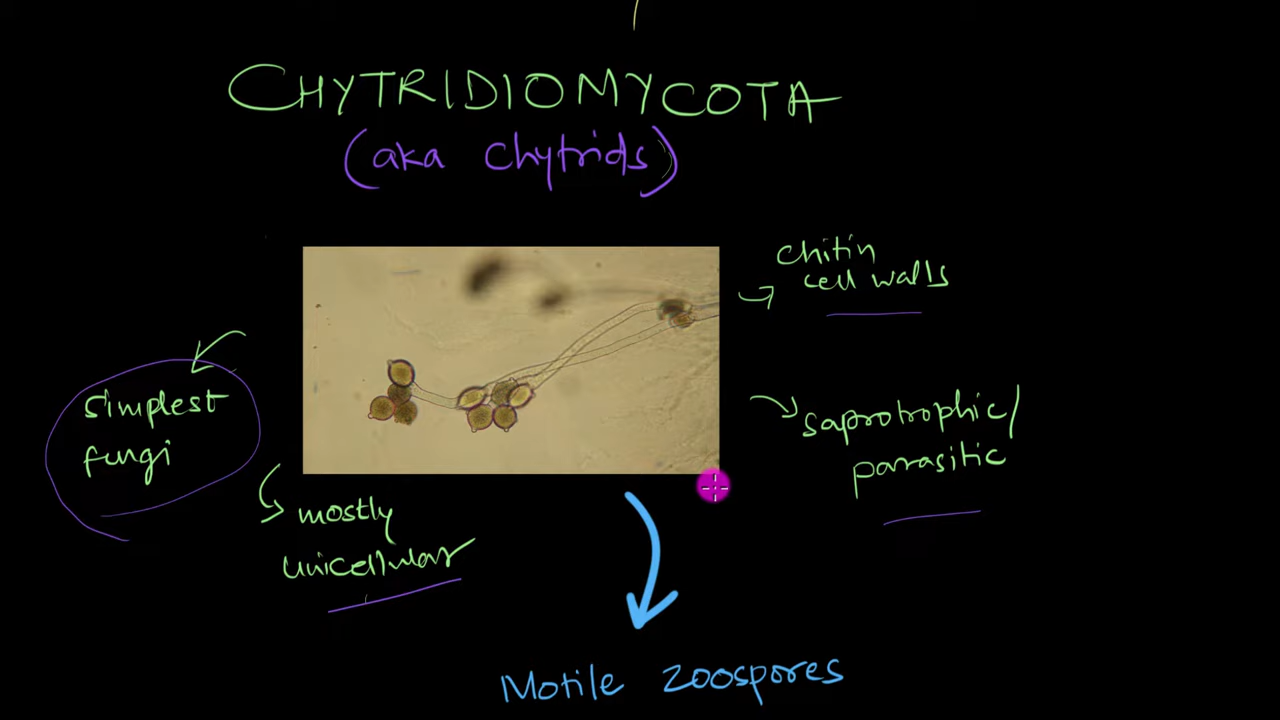 CHYTRIDIOMYCOTA
(aka chytrids)
chitin
cell walls
simplest
fungi
saprotrophic/
parasitic
mostly
unicellular
Motile zoospores